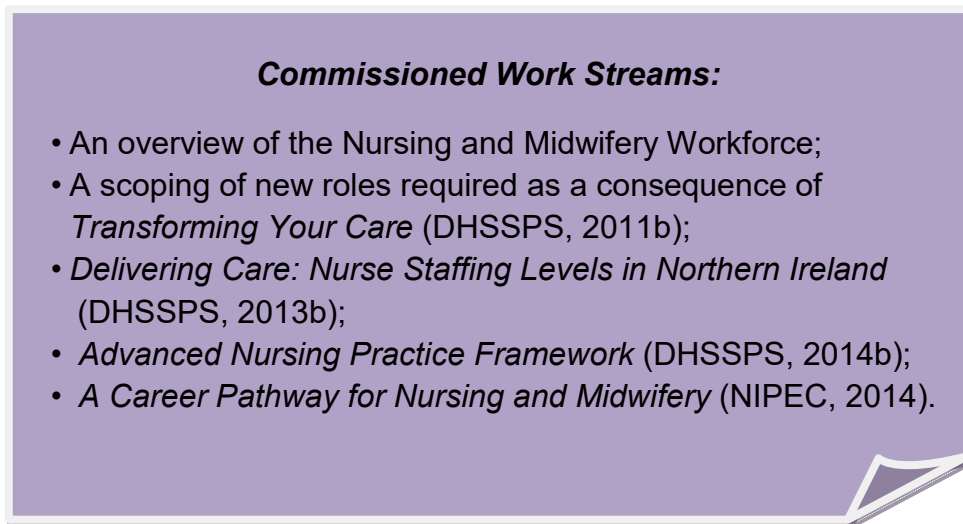 Commissioned Work Streams:
• An overview of the Nursing and Midwifery Workforce;
• A scoping of new roles required as a consequence of
Transforming Your Care (DHSSPS, 2011b);
• Delivering Care: Nurse Staffing Levels in Northern Ireland
(DHSSPS, 2013b);
• Advanced Nursing Practice Framework (DHSSPS, 2014b);
• A Career Pathway for Nursing and Midwifery (NIPEC, 2014).